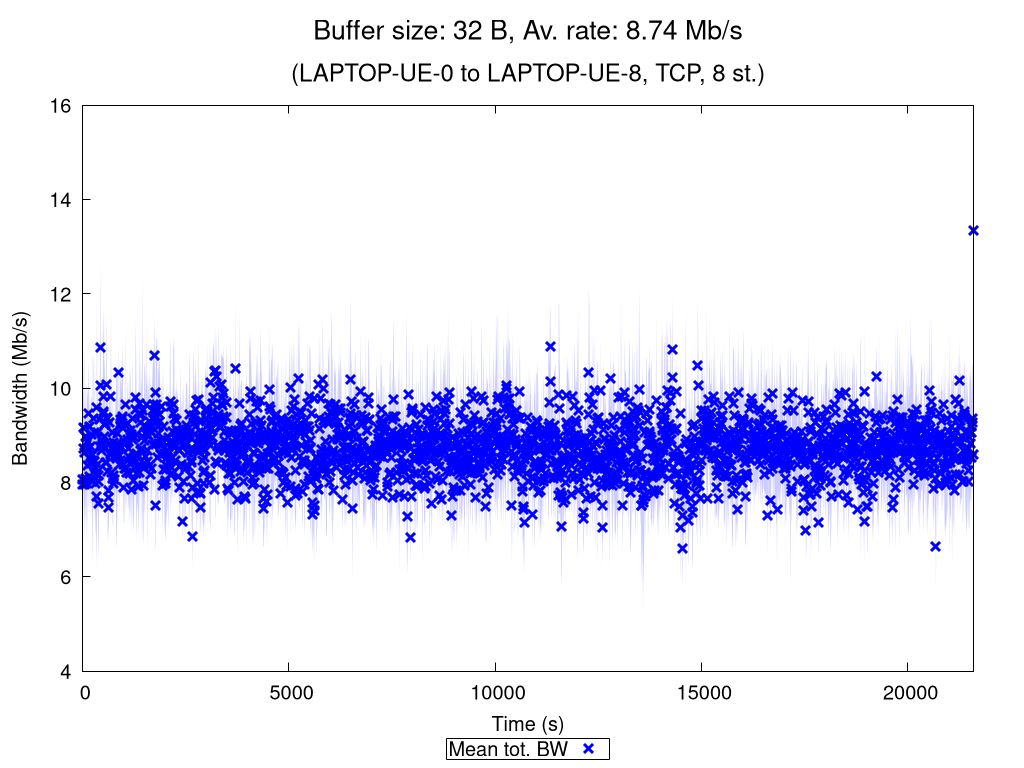 Buffer size: 32 B, Av. rate: 8.74 Mb/s
(LAPTOP-UE-0 to LAPTOP-UE-8, TCP, 8 st.)
16
14
12
10
8
6
4
Bandwidth (Mb/s)
0 5000 10000 15000 20000
Time (s)
Mean tot. BW